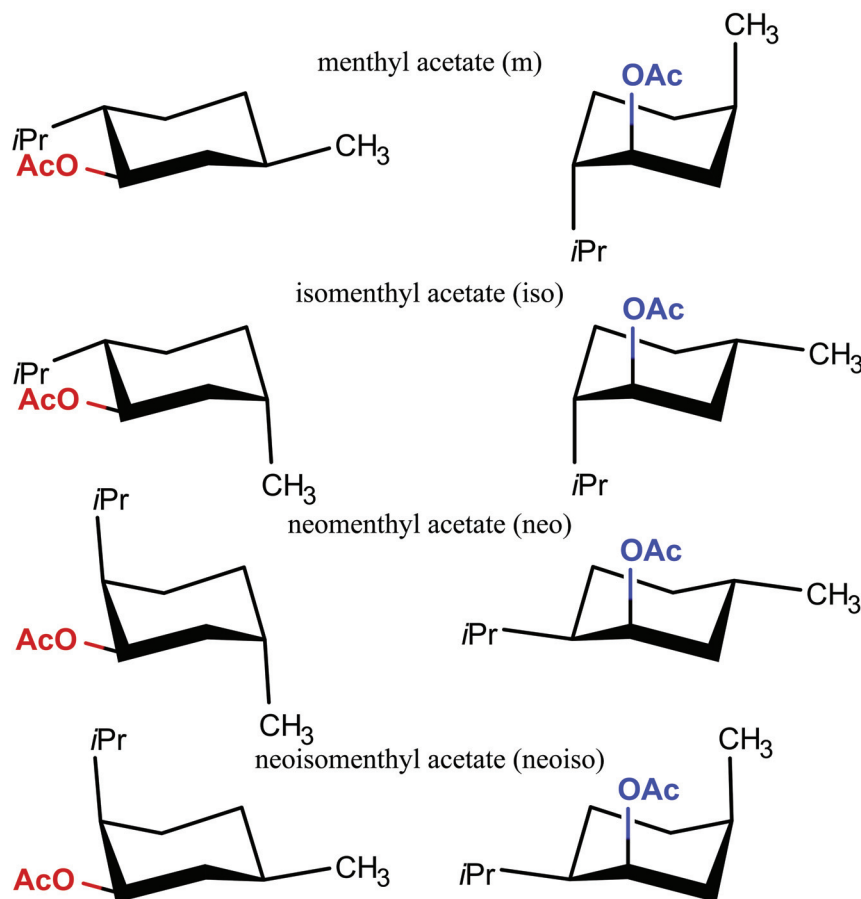 CH3
menthyl acetate (m)
OAc
iPr
AcO
CH3
iPr
isomenthyl acetate (iso)
OAc
iPr
AcO
CH3
CH3
iPr
iPr
neomenthyl acetate (neo)
OAc
AcO
iPr
CH3
CH3
iPr
neoisomenthyl acetate (neoiso)
CH3
OAc
AcO
CH3
iPr